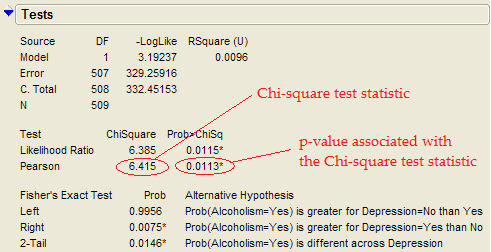 Tests
Source DF -LogLike RSquare (U)
Model 1 3.19237 0.0096
Error 507 329.25916
C. Total 508 332.45153
N 509
Chi-square test statistic
Test ChiSquare Prob>ChiSq
Likelihood Ratio 6.385 0.0115*
Pearson 6.415 0.0113*
p-value associated with
the Chi-square test statistic
Fisher's Exact Test Prob Alternative Hypothesis
Left 0.9956 Prob(Alcoholism=Yes) is greater for Depression=No than Yes
Right 0.0075* Prob(Alcoholism=Yes) is greater for Depression=Yes than No
2-Tail 0.0146* Prob(Alcoholism=Yes) is different across Depression